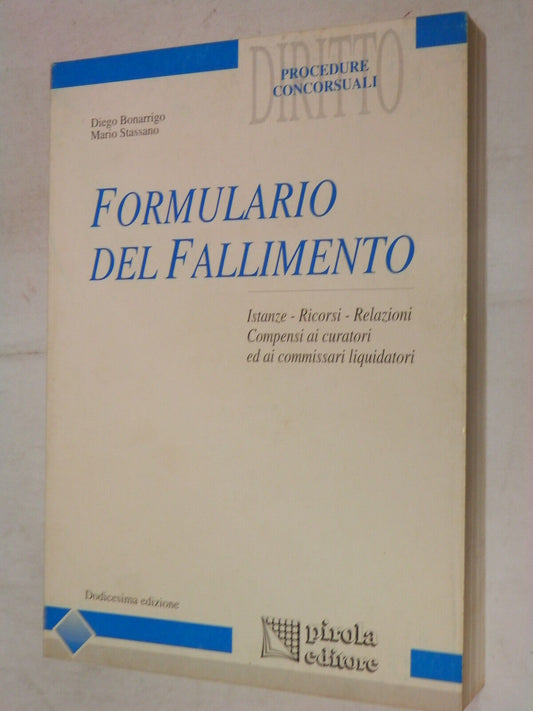 DIRITTO
PROCEDURE
CONCORSUALI
Diego Bonarrigo
Mario Stassano
FORMULARIO
DEL FALLIMENTO
Istanze - Ricorsi - Relazioni
Compensi ai curatori
ed ai commissari liquidatori
Dodicesima edizione
pirola
editore